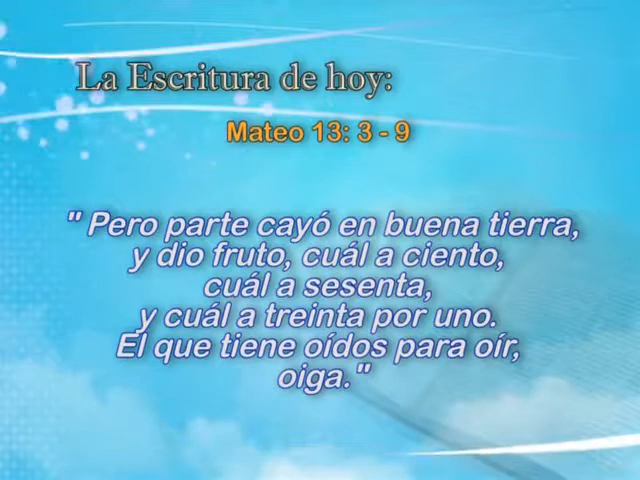 La Escritura de hoy:
Mateo 13: 3 - 9
" Pero parte cayó en buena tierra,
y dio fruto, cuál a ciento,
cuál a sesenta,
y cuál a treinta por uno.
El que tiene oídos para oír,
oiga."